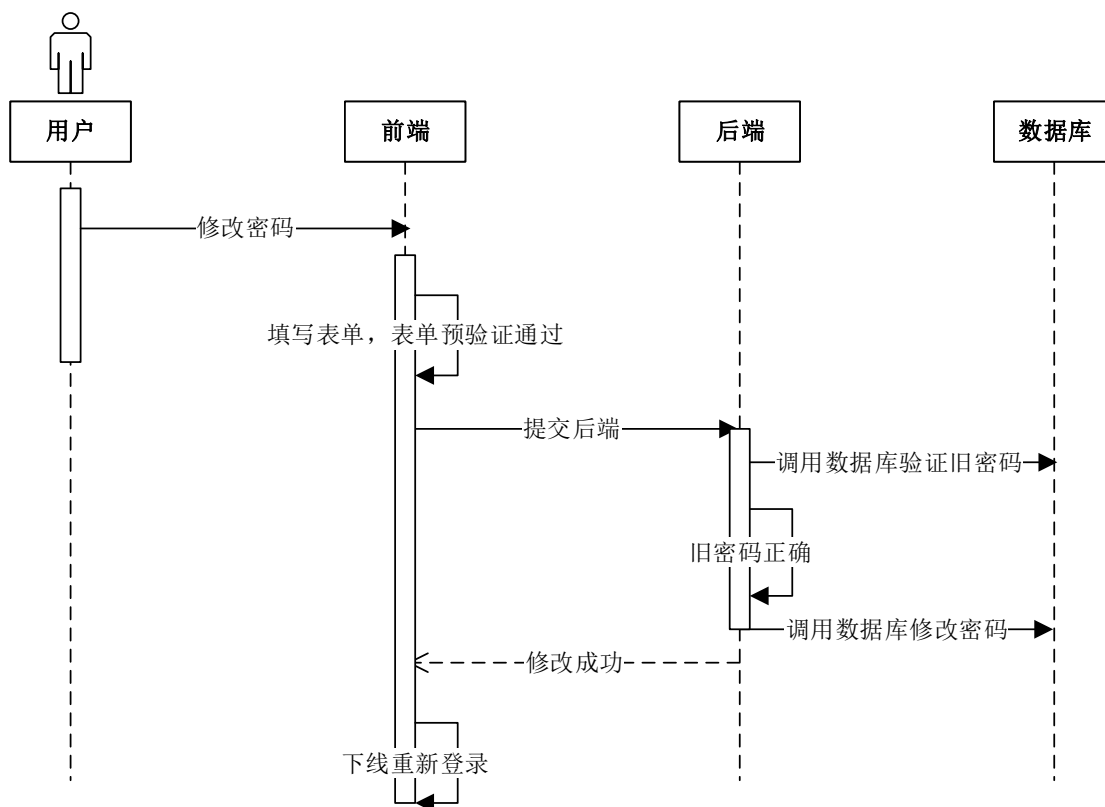 用户
前端
后端
数据库
修改密码
填写表单，表单预验证通过
提交后端
调用数据库验证旧密码
旧密码正确
调用数据库修改密码
修改成功
下线重新登录